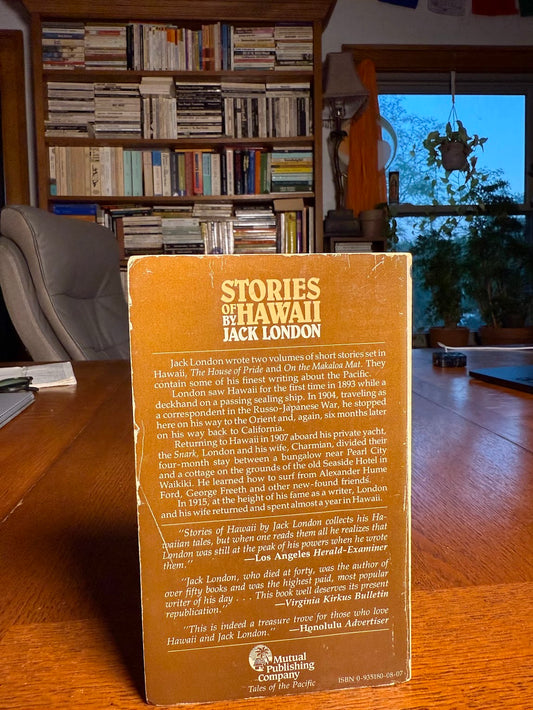 STORIES
OF HAWAII
BY JACK LONDON
Jack London wrote two volumes of short stories set in
Hawaii, The House of Pride and On the Makaloa Mat. They
contain some of his finest writing about the Pacific.
London saw Hawaii for the first time in 1893 while a
deckhand on a passing sealing ship. In 1904, traveling as
a correspondent in the Russo-Japanese War, he stopped
here on his way to the Orient and, again, six months later
on his way back to California.
Returning to Hawaii in 1907 aboard his private yacht,
the Snark, London and his wife, Charmian, divided their
four-month stay between a bungalow near Pearl City
and a cottage on the grounds of the old Seaside Hotel in
Waikiki. He learned how to surf from Alexander Hume
Ford, George Freeth and other new-found friends.
In 1915, at the height of his fame as a writer, London
and his wife returned and spent almost a year in Hawaii.
"Stories of Hawaii by Jack London collects his Ha-
waiian tales, but when one reads them all he realizes that
London was still at the peak of his powers when he wrote
them." —Los Angeles Herald-Examiner
"Jack London, who died at forty, was the author of
over fifty books and was the highest paid, most popular
writer of his day . . . This book well deserves its present
republication." —Virginia Kirkus Bulletin
"This is indeed a treasure trove for those who love
Hawaii and Jack London." —Honolulu Advertiser
Mutual
Publishing
Company
Tales of the Pacific
ISBN 0-935180-08-07